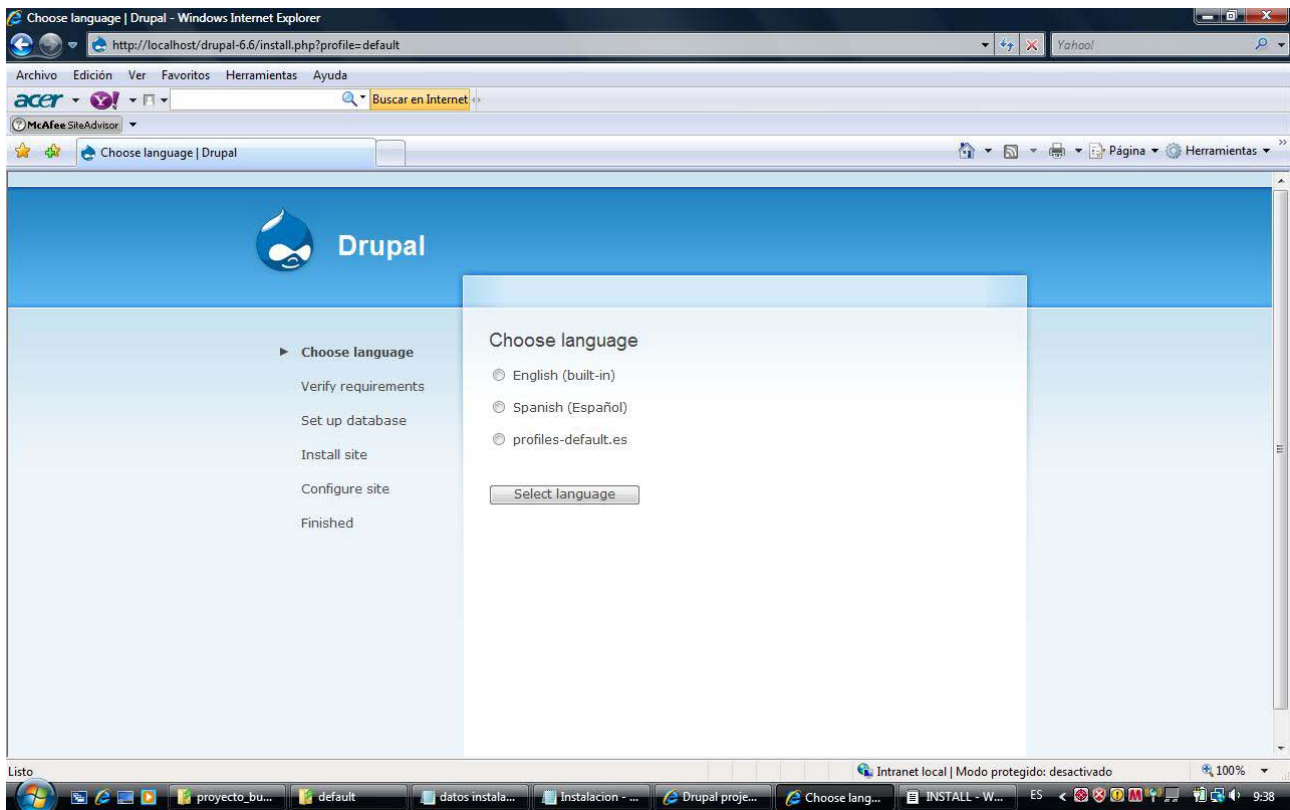 Choose language | Drupal - Windows Internet Explorer
http://localhost/drupal-6.6/install.php?profile=default
Yahoo!
Archivo Edición Ver Favoritos Herramientas Ayuda
acer Y! Buscar en Internet
McAfee SiteAdvisor
Choose language | Drupal
Página Herramientas
Drupal
Choose language
Verify requirements
Set up database
Install site
Configure site
Finished
Choose language
English (built-in)
Spanish (Español)
profiles-default.es
Select language
Listo
Intranet local | Modo protegido: desactivado
100%
proyecto_bu...
default
datos instala...
Instalacion - ...
Drupal proje...
Choose lang...
INSTALL - W...
ES
9:38